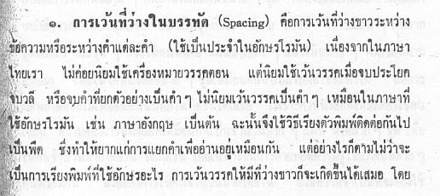 ๑. การเว้นที่ว่างในบรรทัด (Spacing) คือการเว้นที่ว่างขาวระหว่าง
ข้อความหรือระหว่างคำแต่ละคำ (ใช้เป็นประจำในอักษรโรมัน) เนื่องจากในภาษา
ไทยเรา ไม่ค่อยนิยมใช้เครื่องหมายวรรคตอน แต่นิยมใช้เว้นวรรคเมื่อจบประโยค
จบวลี หรือจบคำที่ยกตัวอย่างเป็นคำๆ ไม่นิยมเว้นวรรคเป็นคำๆ เหมือนในภาษาที่
ใช้อักษรโรมัน เช่น ภาษาอังกฤษ เป็นต้น ฉะนั้นจึงใช้วิธีเรียงตัวพิมพ์ติดต่อกันไป
เป็นพืด ซึ่งทำให้ยากแก่การแยกคำเพื่ออ่านอยู่เหมือนกัน แต่อย่างไรก็ตามไม่ว่าจะ
เป็นการเรียงพิมพ์ที่ใช้อักษรอะไร การเว้นวรรคให้มีที่ว่างขาวก็จะเกิดขึ้นได้เสมอ โดย